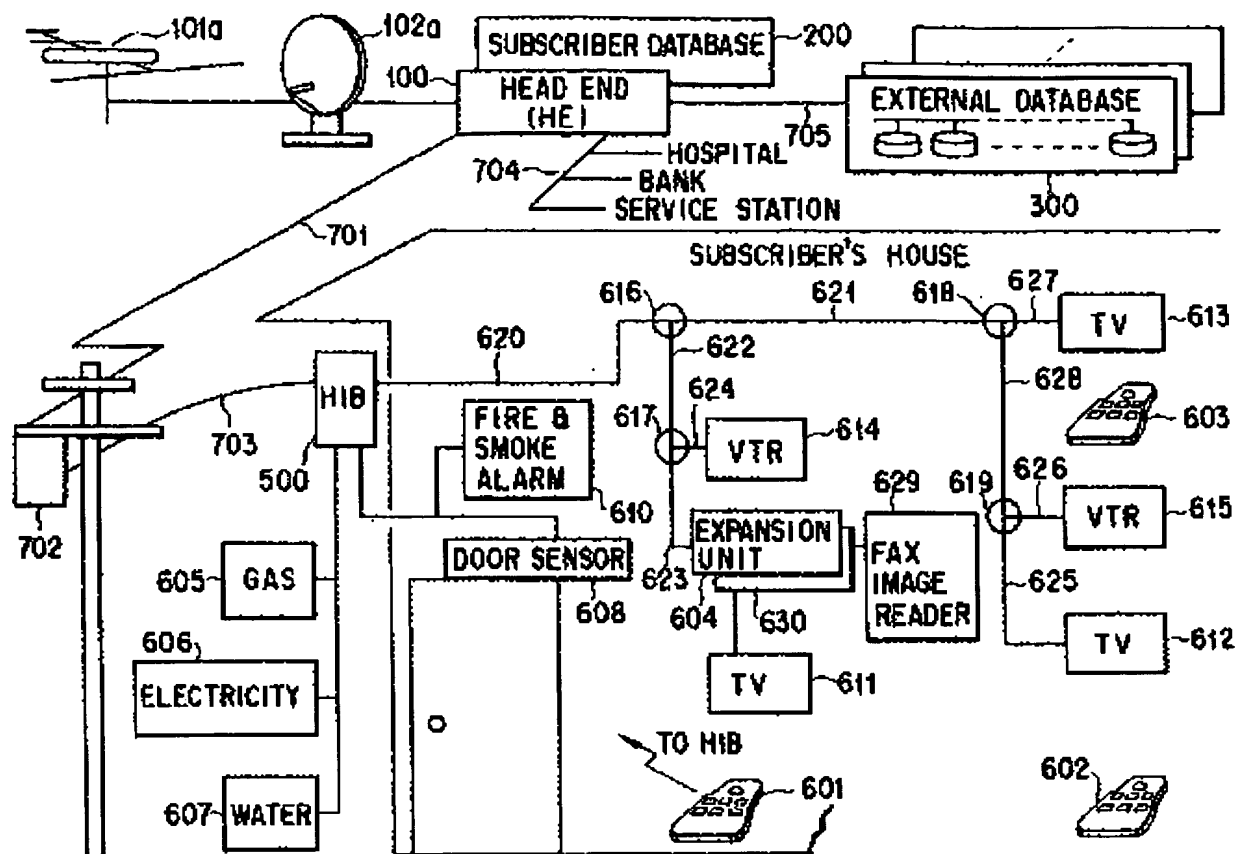 101a
102a
SUBSCRIBER DATABASE
200
100
HEAD END
(HE)
705
EXTERNAL DATABASE
300
704
HOSPITAL
BANK
SERVICE STATION
701
SUBSCRIBER'S HOUSE
616
621
618
627
TV
613
620
622
628
603
HIB
703
500
FIRE &
SMOKE
ALARM
610
617
624
VTR
614
619
626
VTR
615
629
702
DOOR SENSOR
608
623
EXPANSION
UNIT
604
630
FAX
IMAGE
READER
625
605
GAS
606
ELECTRICITY
TV
611
TV
612
TO HIB
601
602
607
WATER